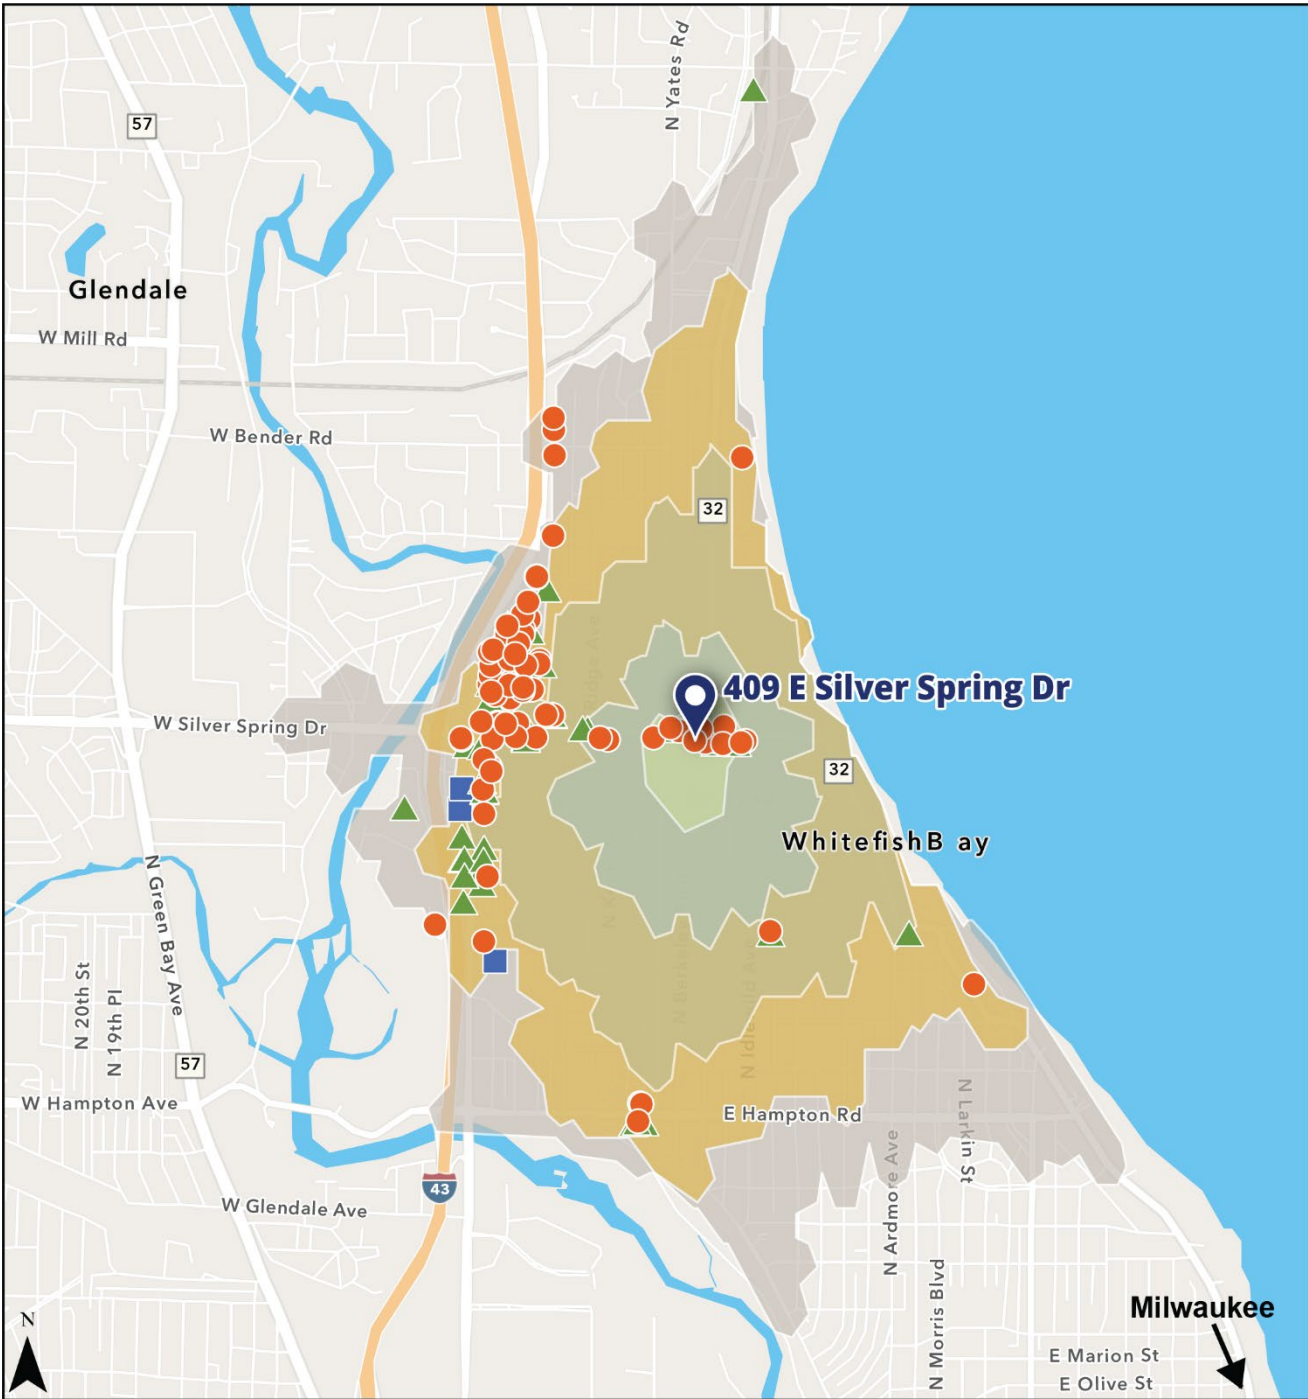 N Yates Rd
57
Glendale
W Mill Rd
W Bender Rd
32
409 E Silver Spring Dr
W Silver Spring Dr
32
WhitefishB ay
N Green Bay Ave
N 20th St
N 19th Pl
57
W Hampton Ave
E Hampton Rd
N Larkin St
N Ardmore Ave
43
W Glendale Ave
N Morris Blvd
Milwaukee
N
E Marion St
E Olive St